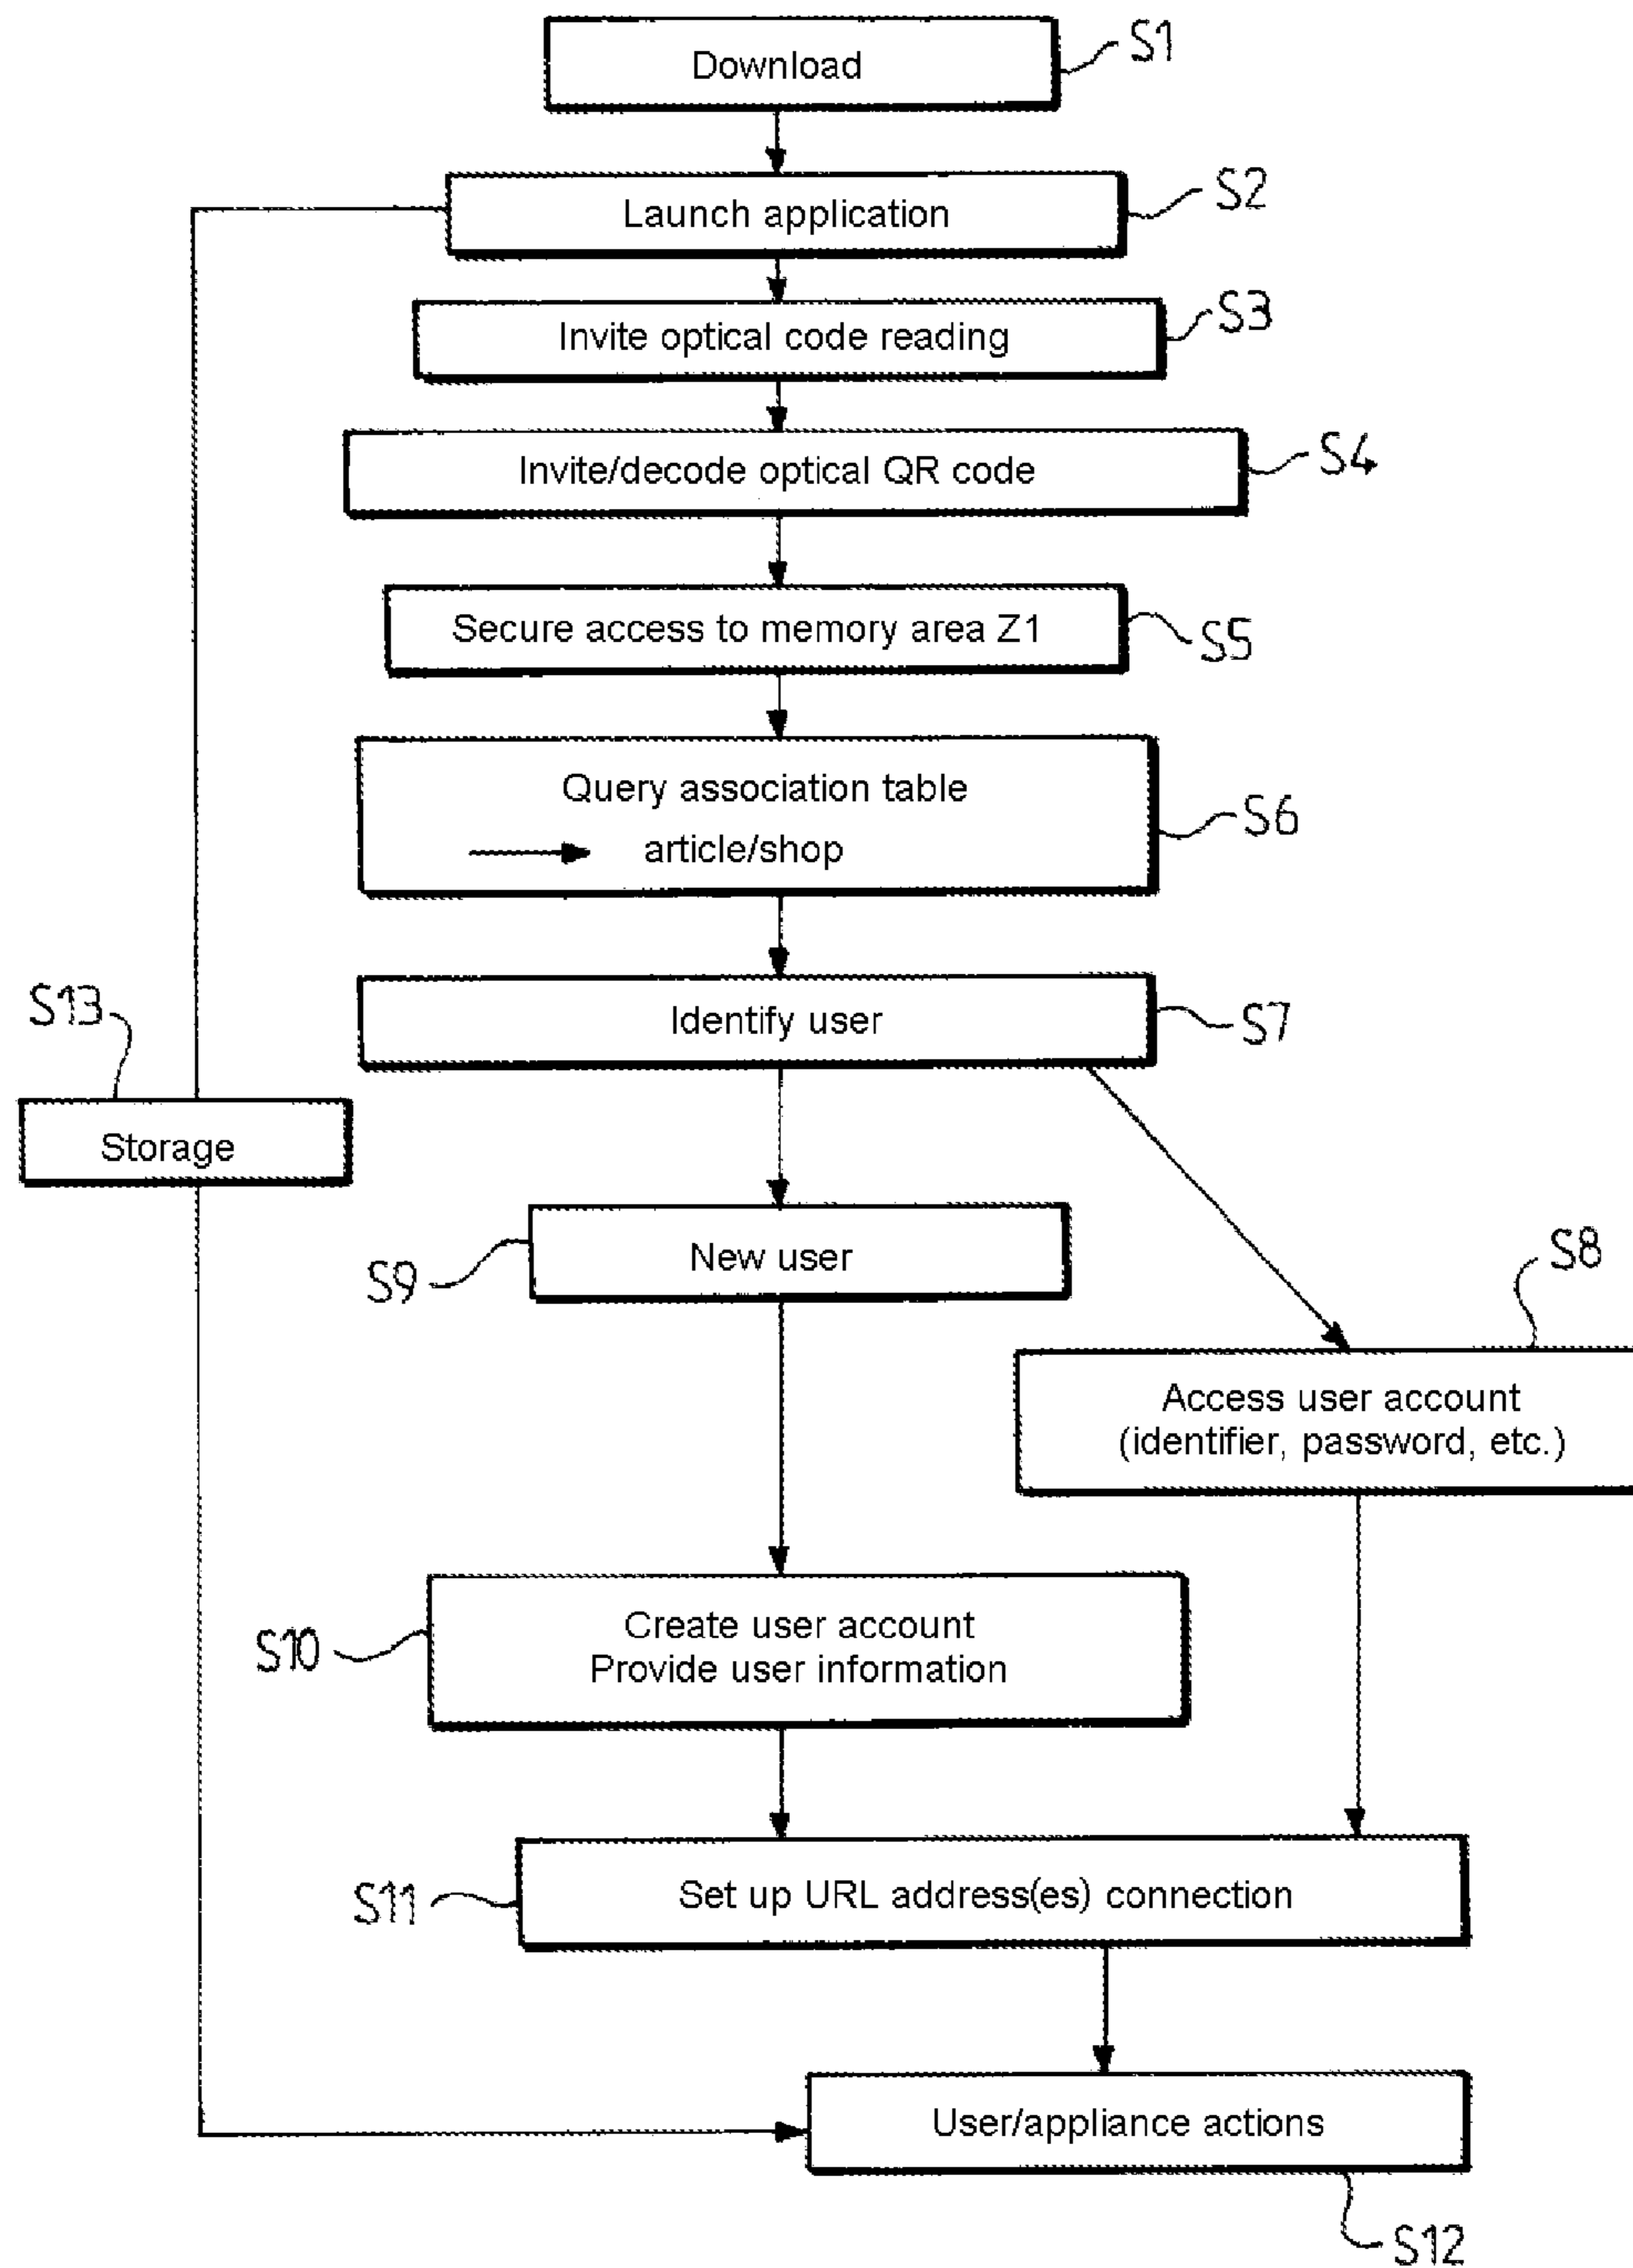 Download
S1
Launch application
S2
Invite optical code reading
S3
Invite/decode optical QR code
S4
Secure access to memory area Z1
S5
Query association table
article/shop
S6
Identify user
S7
S13
Storage
New user
S9
S8
Access user account
(identifier, password, etc.)
Create user account
Provide user information
S10
Set up URL address(es) connection
S11
User/appliance actions
S12